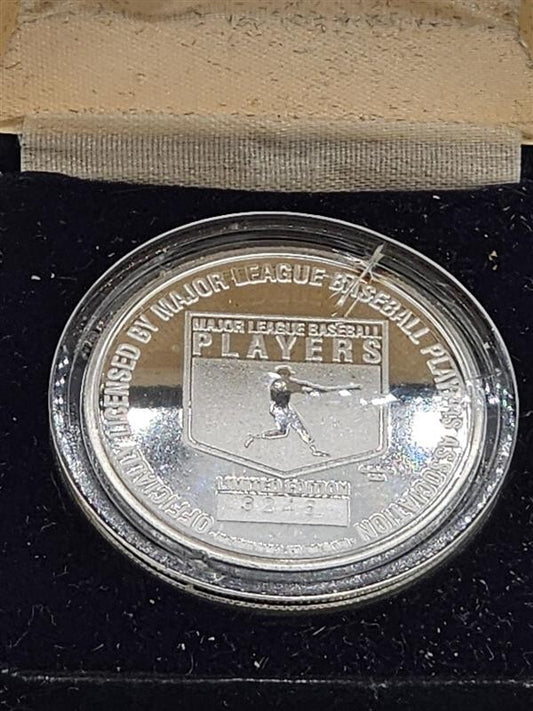 OFFICIALLY LICENSED BY MAJOR LEAGUE BASEBALL PLAYERS ASSOCIATION
MAJOR LEAGUE BASEBALL
PLAYERS
LIMITED EDITION